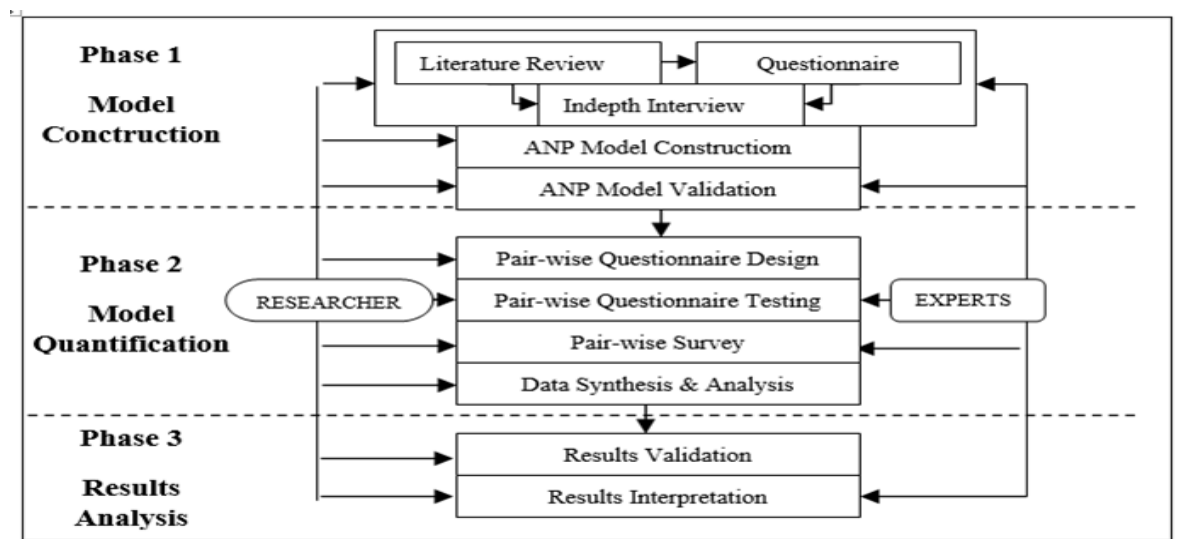 Phase 1
Model
Conctruction
Literature Review
Questionnaire
Indepth Interview
ANP Model Constructiom
ANP Model Validation
Phase 2
Model
Quantification
RESEARCHER
Pair-wise Questionnaire Design
Pair-wise Questionnaire Testing
Pair-wise Survey
Data Synthesis & Analysis
EXPERTS
Phase 3
Results
Analysis
Results Validation
Results Interpretation